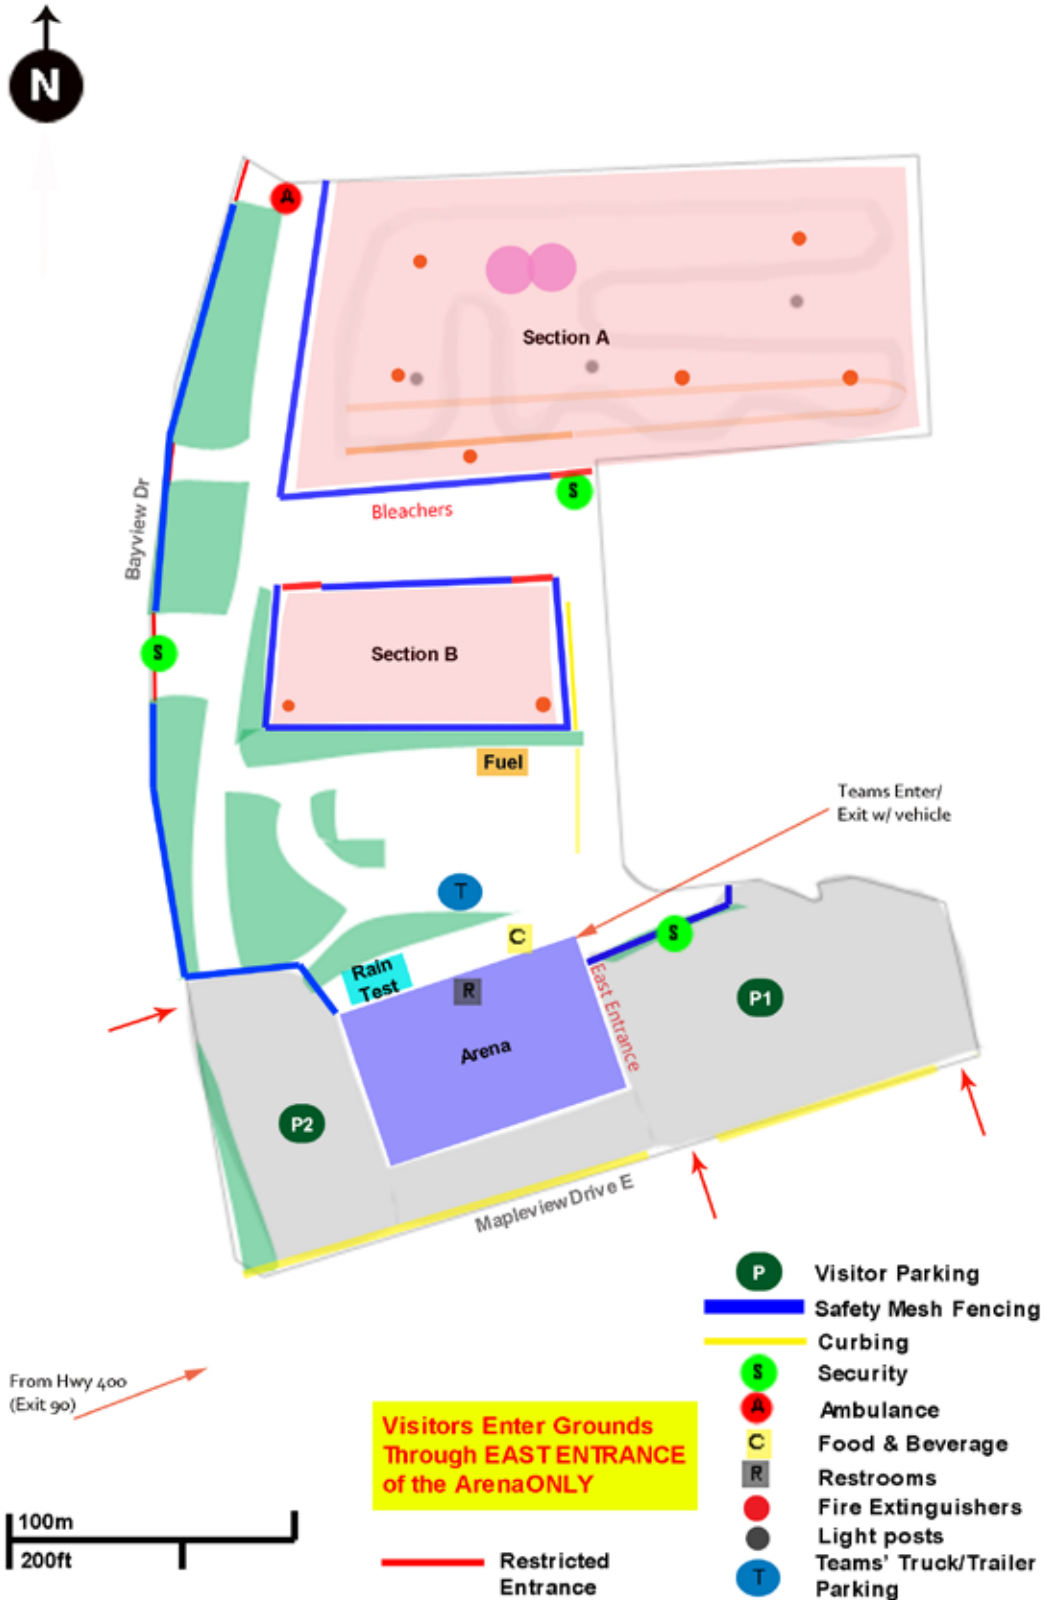 N
A
Section A
S
Bleachers
Bayview Dr
S
Section B
Fuel
Teams Enter/
Exit w/ vehicle
T
C
S
Rain
Test
R
East Entrance
P1
Arena
P2
Mapleview Drive E
P Visitor Parking
Safety Mesh Fencing
Curbing
S Security
A Ambulance
C Food & Beverage
R Restrooms
Fire Extinguishers
Light posts
T Teams' Truck/Trailer
Parking
From Hwy 400
(Exit 90)
Visitors Enter Grounds
Through EAST ENTRANCE
of the Arena ONLY
100m
200ft
Restricted
Entrance